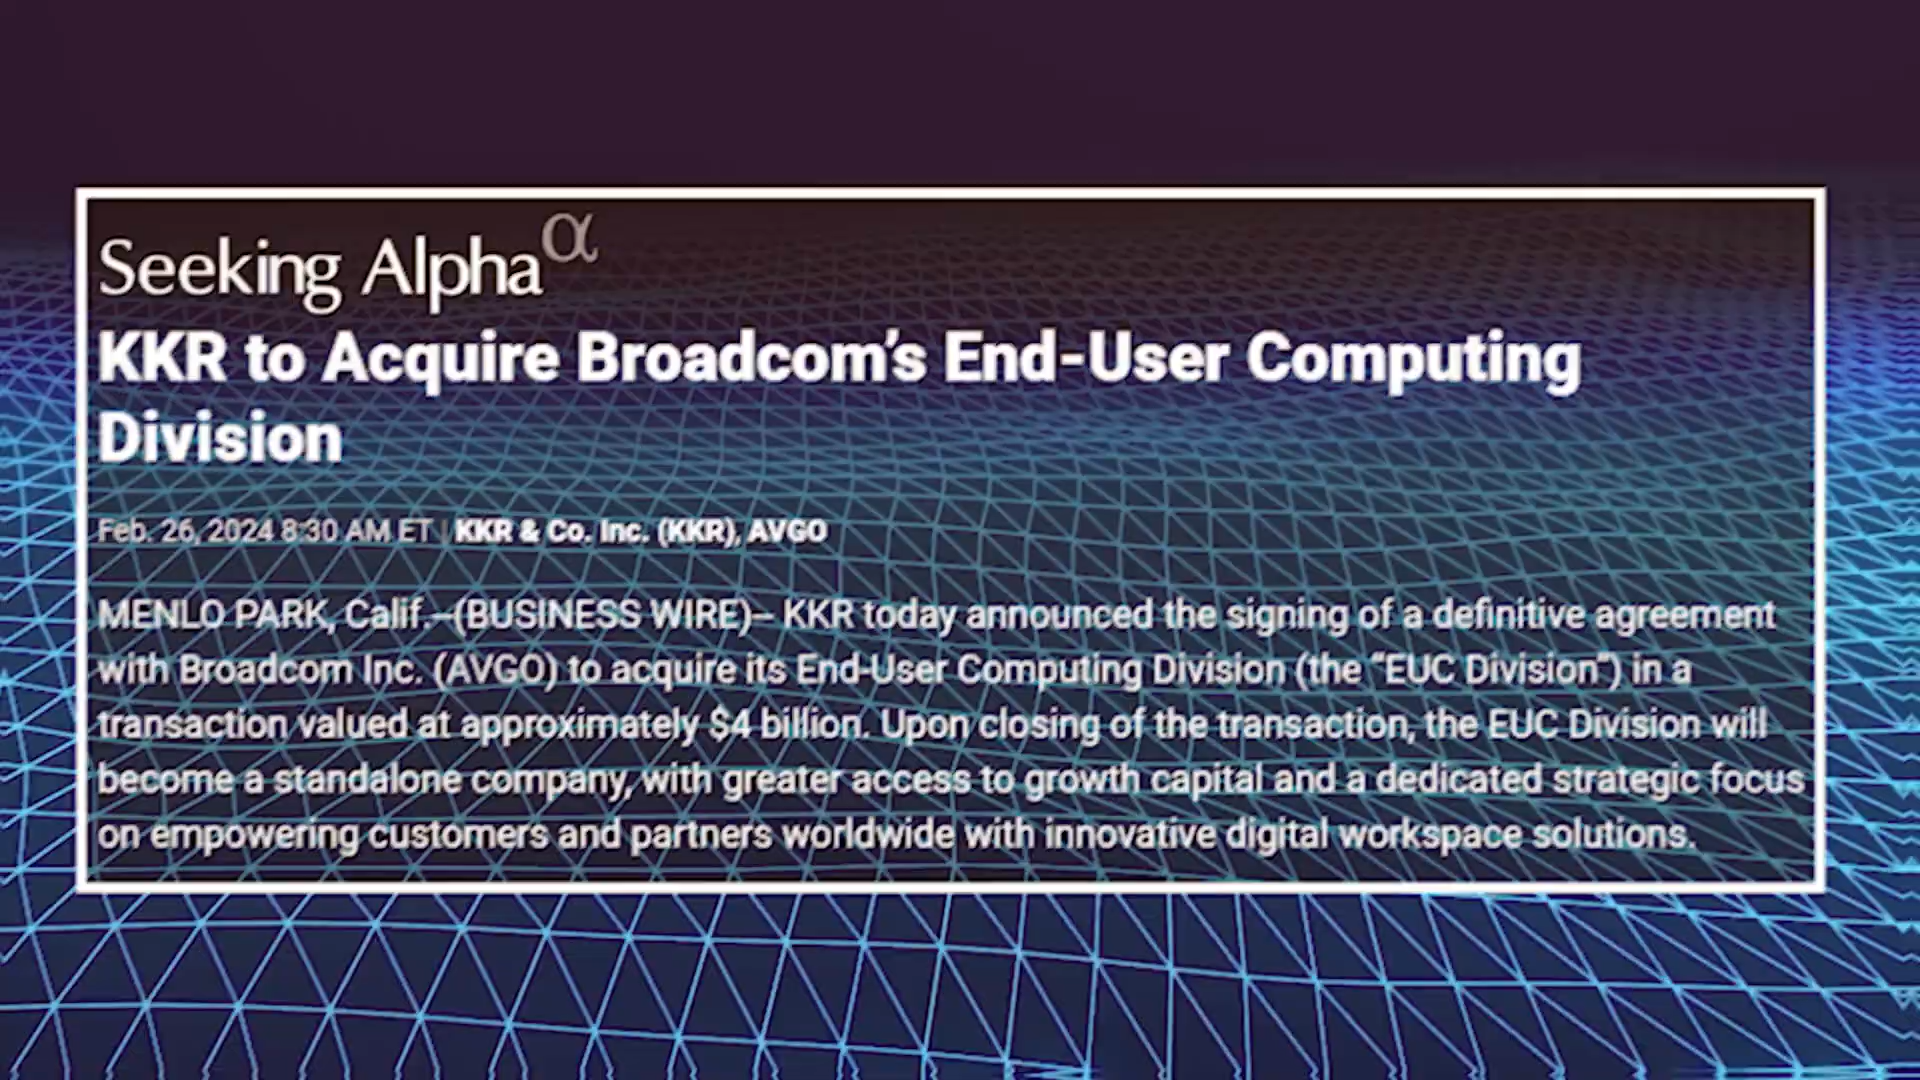 Seeking Alpha α
KKR to Acquire Broadcom’s End-User Computing
Division
Feb. 26, 2024 8:30 AM ET | KKR & Co. Inc. (KKR), AVGO
MENLO PARK, Calif.–(BUSINESS WIRE)– KKR today announced the signing of a definitive agreement
with Broadcom Inc. (AVGO) to acquire its End-User Computing Division (the “EUC Division”) in a
transaction valued at approximately $4 billion. Upon closing of the transaction, the EUC Division will
become a standalone company, with greater access to growth capital and a dedicated strategic focus
on empowering customers and partners worldwide with innovative digital workspace solutions.